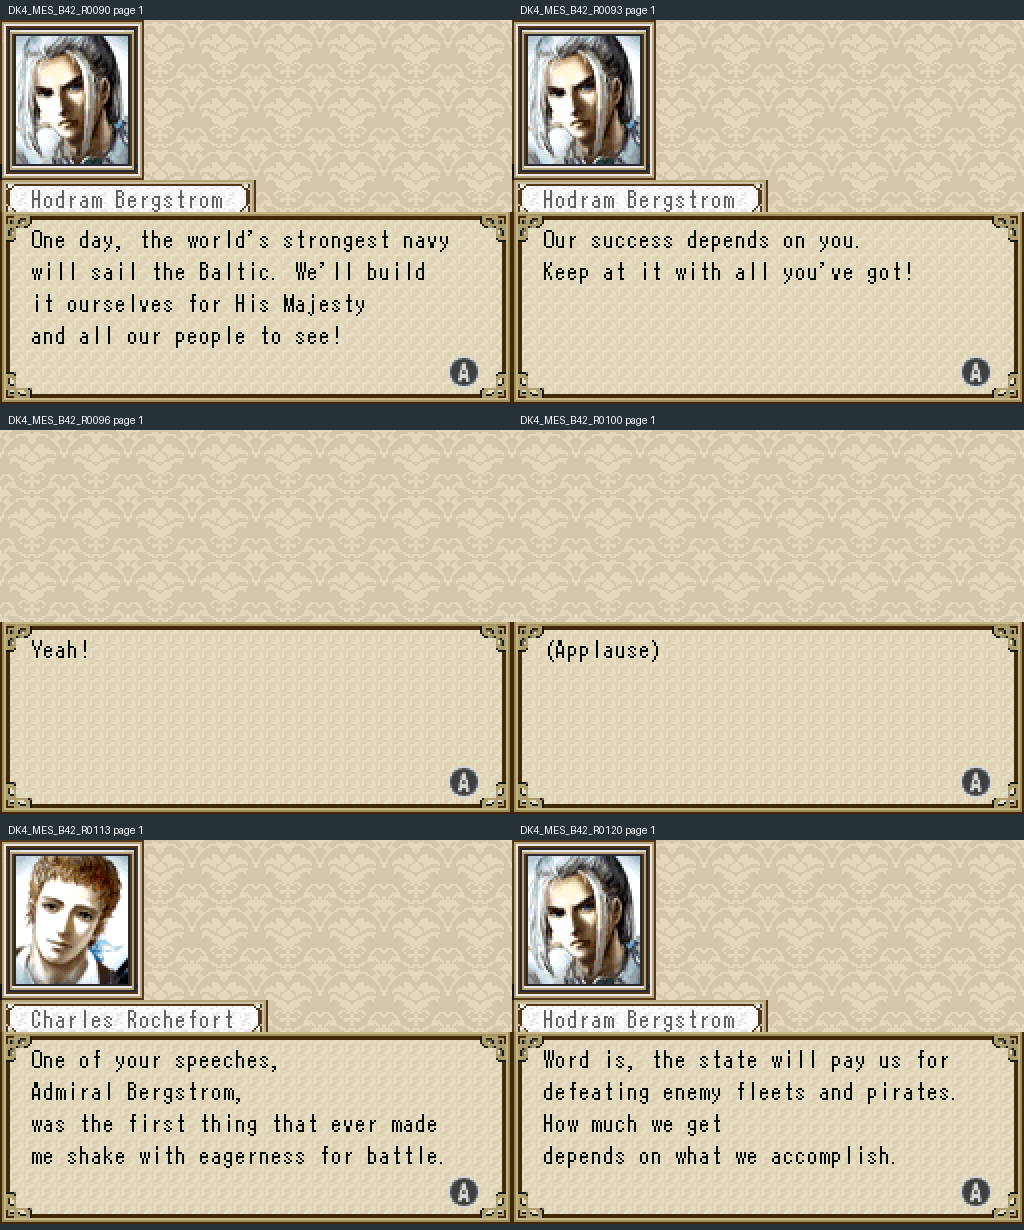 DK4_MES_B42_R0090 page 1
Hodram Bergstrom
One day, the world's strongest navy
will sail the Baltic. We'll build
it ourselves for His Majesty
and all our people to see!
A
DK4_MES_B42_R0093 page 1
Hodram Bergstrom
Our success depends on you.
Keep at it with all you've got!
A
DK4_MES_B42_R0096 page 1
Yeah!
A
DK4_MES_B42_R0100 page 1
(Applause)
A
DK4_MES_B42_R0113 page 1
Charles Rochefort
One of your speeches,
Admiral Bergstrom,
was the first thing that ever made
me shake with eagerness for battle.
A
DK4_MES_B42_R0120 page 1
Hodram Bergstrom
Word is, the state will pay us for
defeating enemy fleets and pirates.
How much we get
depends on what we accomplish.
A